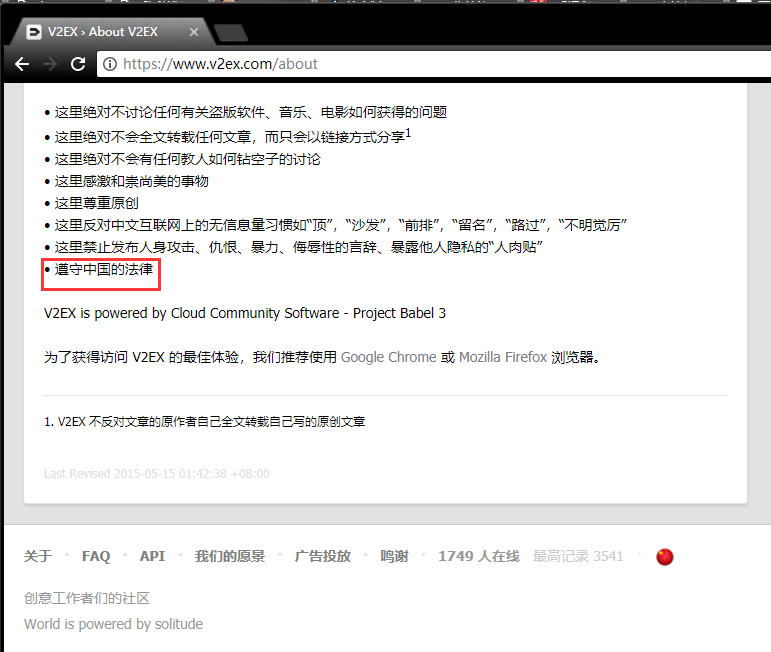 V2EX › About V2EX
https://www.v2ex.com/about
• 这里绝对不讨论任何有关盗版软件、音乐、电影如何获得的问题
• 这里绝对不会全文转载任何文章，而只会以链接方式分享1
• 这里绝对不会有任何教人如何钻空子的讨论
• 这里感激和崇尚美的事物
• 这里尊重原创
• 这里反对中文互联网上的无信息量习惯如“顶”，“沙发”，“前排”，“留名”，“路过”，“不明觉厉”
• 这里禁止发布人身攻击、仇恨、暴力、侮辱性的言辞、暴露他人隐私的“人肉贴”
• 遵守中国的法律
V2EX is powered by Cloud Community Software - Project Babel 3
为了获得访问 V2EX 的最佳体验，我们推荐使用 Google Chrome 或 Mozilla Firefox 浏览器。
1. V2EX 不反对文章的原作者自己全文转载自己写的原创文章
Last Revised 2015-05-15 01:42:38 +08:00
关于 · FAQ · API · 我们的愿景 · 广告投放 · 鸣谢 · 1749 人在线 最高记录 3541 ·
创意工作者们的社区
World is powered by solitude